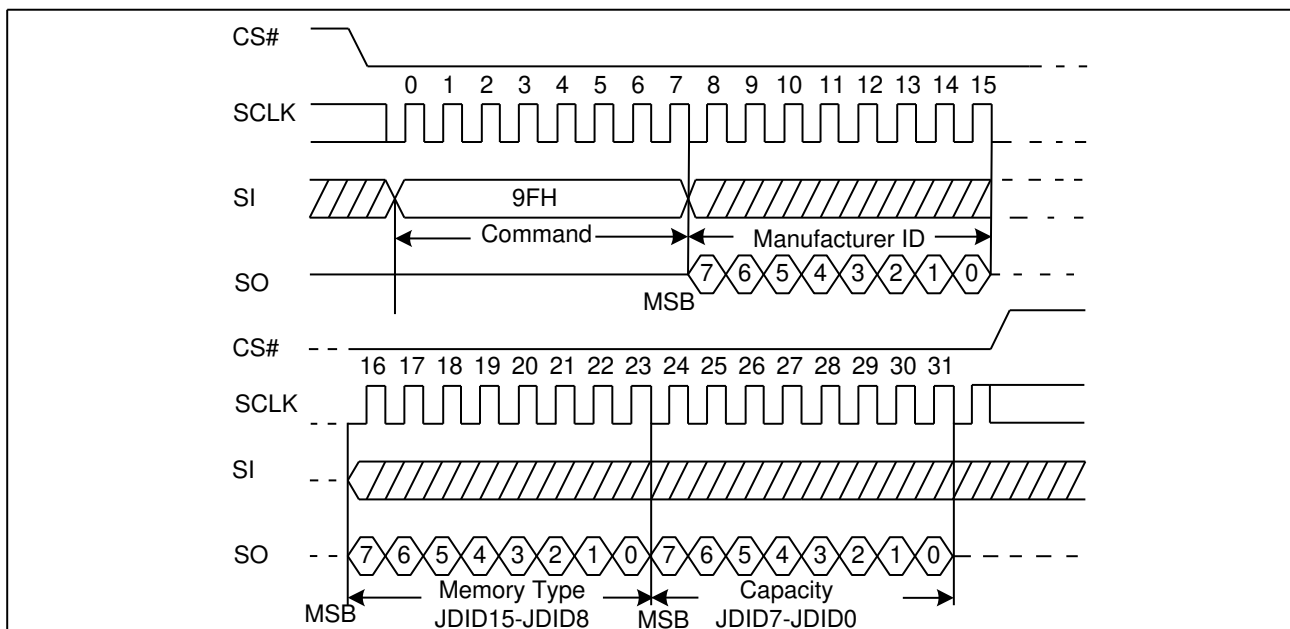 CS#
0 1 2 3 4 5 6 7 8 9 10 11 12 13 14 15
SCLK
SI 9FH
Command Manufacturer ID
SO 7 6 5 4 3 2 1 0
MSB
CS#
16 17 18 19 20 21 22 23 24 25 26 27 28 29 30 31
SCLK
SI
SO 7 6 5 4 3 2 1 0 7 6 5 4 3 2 1 0
Memory Type Capacity
MSB JDID15-JDID8 MSB JDID7-JDID0